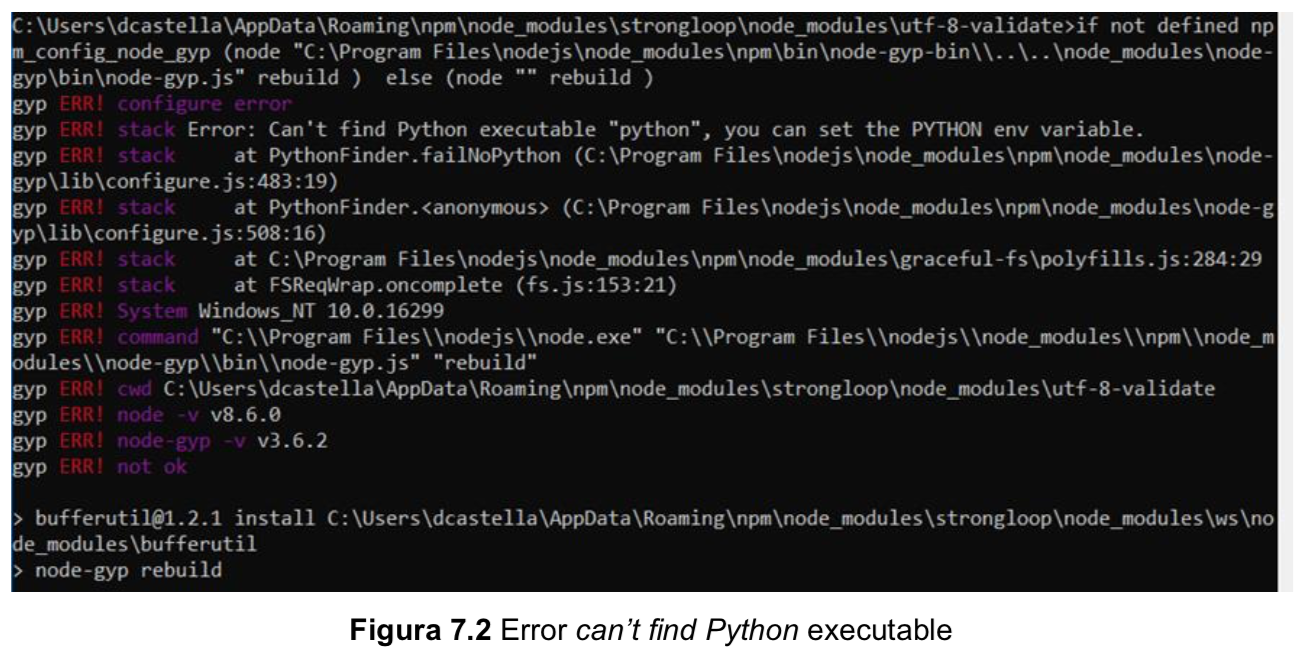 C:\Users\dcastella\AppData\Roaming\npm\node_modules\strongloop\node_modules\utf-8-validate>if not defined np
m_config_node_gyp (node "C:\Program Files\nodejs\node_modules\npm\bin\node-gyp-bin\\..\..\node_modules\node-
gyp\bin\node-gyp.js" rebuild )  else (node "" rebuild )
gyp ERR! configure error
gyp ERR! stack Error: Can't find Python executable "python", you can set the PYTHON env variable.
gyp ERR! stack     at PythonFinder.failNoPython (C:\Program Files\nodejs\node_modules\npm\node_modules\node-
gyp\lib\configure.js:483:19)
gyp ERR! stack     at PythonFinder.<anonymous> (C:\Program Files\nodejs\node_modules\npm\node_modules\node-g
yp\lib\configure.js:508:16)
gyp ERR! stack     at C:\Program Files\nodejs\node_modules\npm\node_modules\graceful-fs\polyfills.js:284:29
gyp ERR! stack     at FSReqWrap.oncomplete (fs.js:153:21)
gyp ERR! System Windows_NT 10.0.16299
gyp ERR! command "C:\\Program Files\\nodejs\\node.exe" "C:\\Program Files\\nodejs\\node_modules\\npm\\node_m
odules\\node-gyp\\bin\\node-gyp.js" "rebuild"
gyp ERR! cwd C:\Users\dcastella\AppData\Roaming\npm\node_modules\strongloop\node_modules\utf-8-validate
gyp ERR! node -v v8.6.0
gyp ERR! node-gyp -v v3.6.2
gyp ERR! not ok
> bufferutil@1.2.1 install C:\Users\dcastella\AppData\Roaming\npm\node_modules\strongloop\node_modules\ws\no
de_modules\bufferutil
> node-gyp rebuild
Figura 7.2 Error can't find Python executable